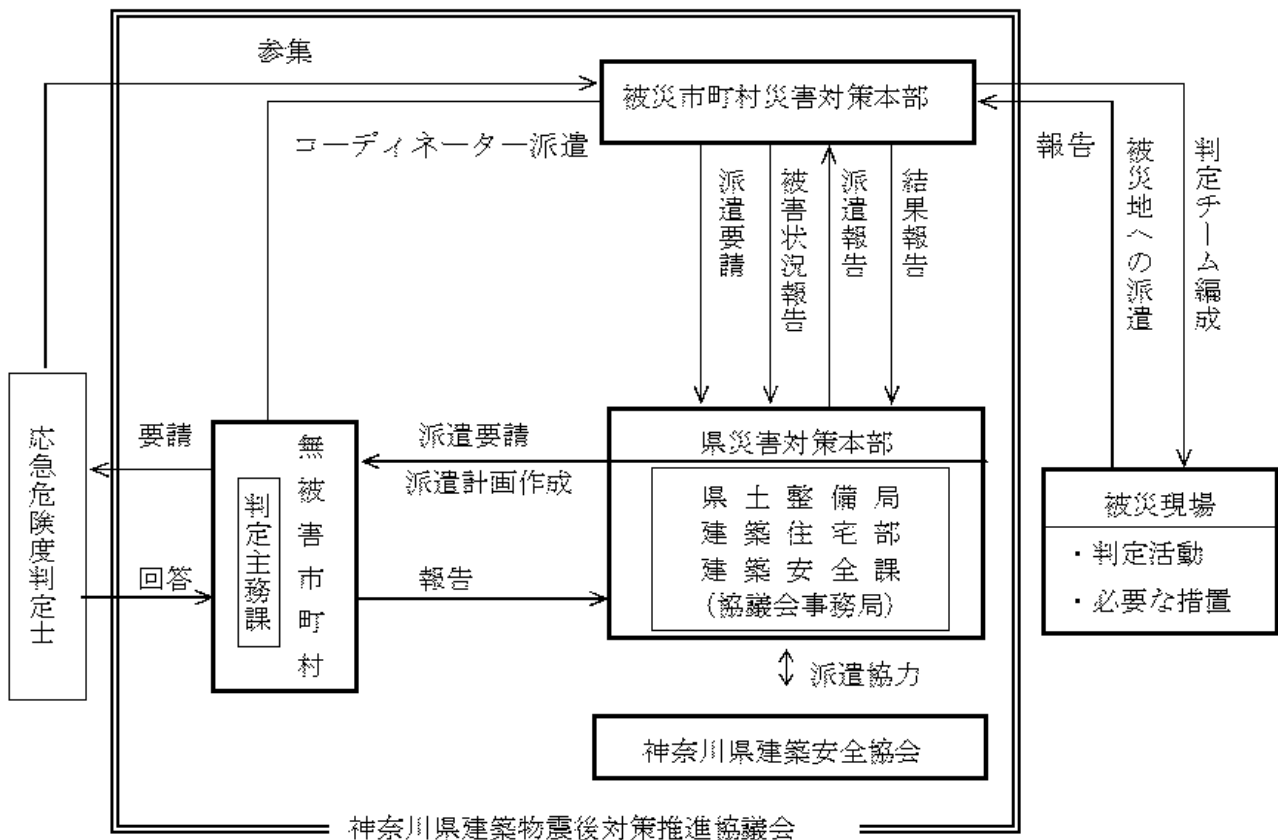 参集
被災市町村災害対策本部
コーディネーター派遣
報告
派遣要請
被害状況報告
派遣報告
結果報告
被災地への派遣
判定チーム編成
応急危険度判定士
要請
回答
無被害市町村
判定主務課
派遣要請
派遣計画作成
報告
県災害対策本部
県土整備局
建築住宅部
建築安全課
(協議会事務局)
被災現場
・判定活動
・必要な措置
派遣協力
神奈川県建築安全協会
神奈川県建築物震後対策推進協議会